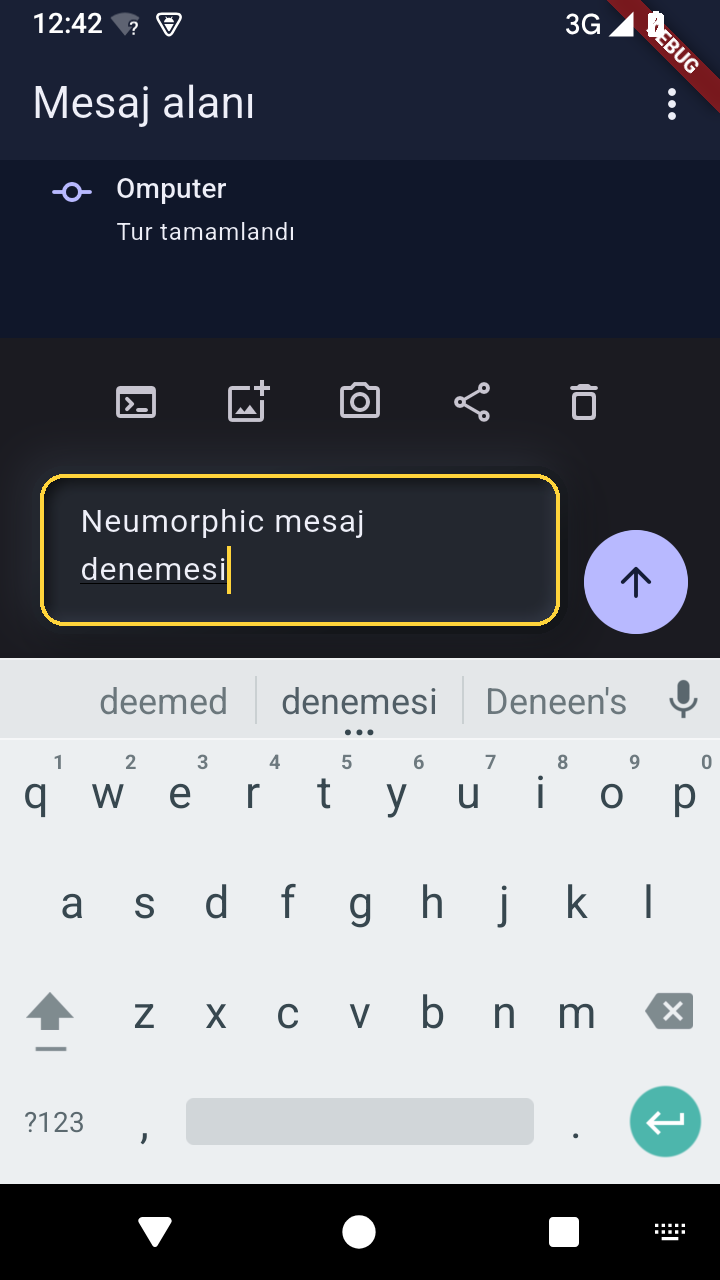 12:42
3G
DEBUG
Mesaj alanı
Omputer
Tur tamamlandı
Neumorphic mesaj
denemesi
deemed denemesi Deneen's
1 2 3 4 5 6 7 8 9 0
q w e r t y u i o p
a s d f g h j k l
z x c v b n m
?123 , .